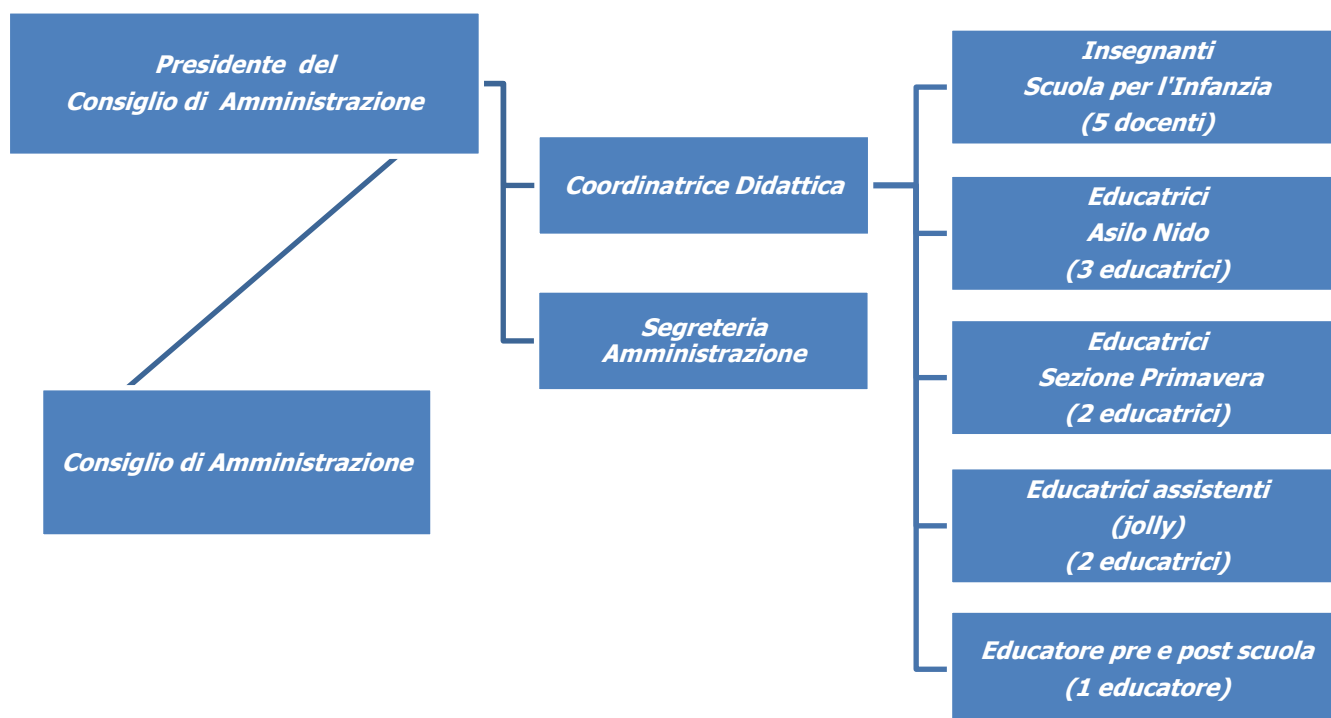 Presidente del
Consiglio di Amministrazione
Consiglio di Amministrazione
Coordinatrice Didattica
Segreteria
Amministrazione
Insegnanti
Scuola per l'Infanzia
(5 docenti)
Educatrici
Asilo Nido
(3 educatrici)
Educatrici
Sezione Primavera
(2 educatrici)
Educatrici assistenti
(jolly)
(2 educatrici)
Educatore pre e post scuola
(1 educatore)